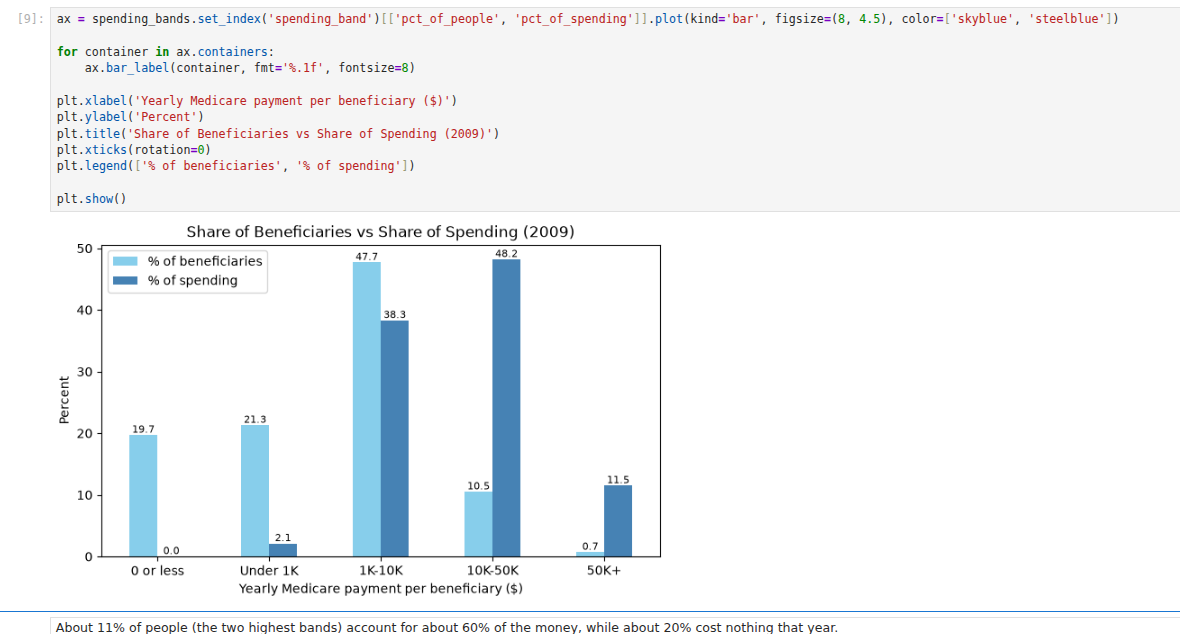 [9]: ax = spending_bands.set_index('spending_band')[['pct_of_people', 'pct_of_spending']].plot(kind='bar', figsize=(8, 4.5), color=['skyblue', 'steelblue'])
for container in ax.containers:
    ax.bar_label(container, fmt='%.1f', fontsize=8)
plt.xlabel('Yearly Medicare payment per beneficiary ($)')
plt.ylabel('Percent')
plt.title('Share of Beneficiaries vs Share of Spending (2009)')
plt.xticks(rotation=0)
plt.legend(['% of beneficiaries', '% of spending'])
plt.show()
Share of Beneficiaries vs Share of Spending (2009)
% of beneficiaries
% of spending
Percent
50
40
30
20
10
0
19.7
0.0
21.3
2.1
47.7
38.3
10.5
48.2
0.7
11.5
0 or less
Under 1K
1K-10K
10K-50K
50K+
Yearly Medicare payment per beneficiary ($)
About 11% of people (the two highest bands) account for about 60% of the money, while about 20% cost nothing that year.